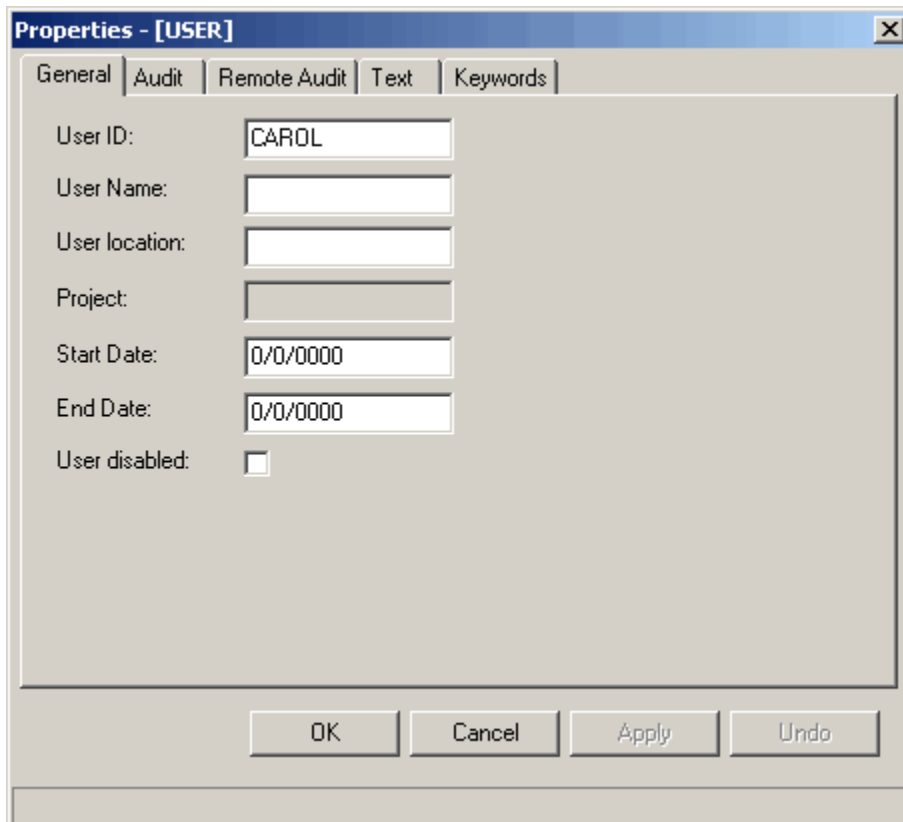 Properties - [USER]
General Audit Remote Audit Text Keywords
User ID: CAROL
User Name:
User location:
Project:
Start Date: 0/0/0000
End Date: 0/0/0000
User disabled:
OK Cancel Apply Undo